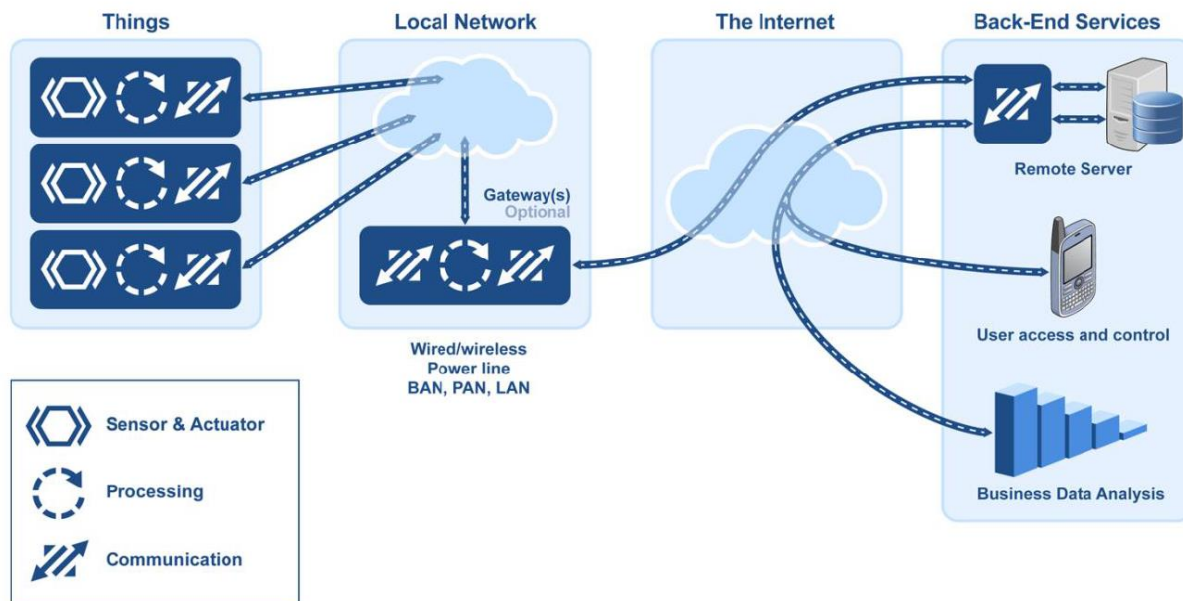 Things
Local Network
The Internet
Back-End Services
Gateway(s)
Optional
Wired/wireless
Power line
BAN, PAN, LAN
Remote Server
User access and control
Business Data Analysis
Sensor & Actuator
Processing
Communication